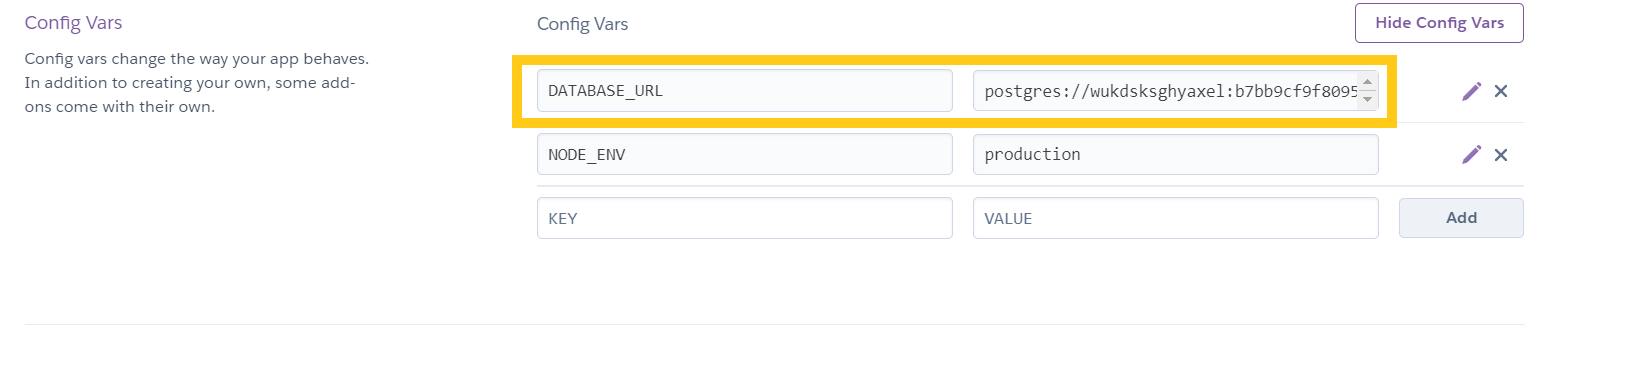 Config Vars
Config vars change the way your app behaves.
In addition to creating your own, some add-
ons come with their own.
Config Vars
Hide Config Vars
DATABASE_URL
postgres://wukdsksghyaxel:b7bb9cf9f8095
NODE_ENV
production
KEY
VALUE
Add